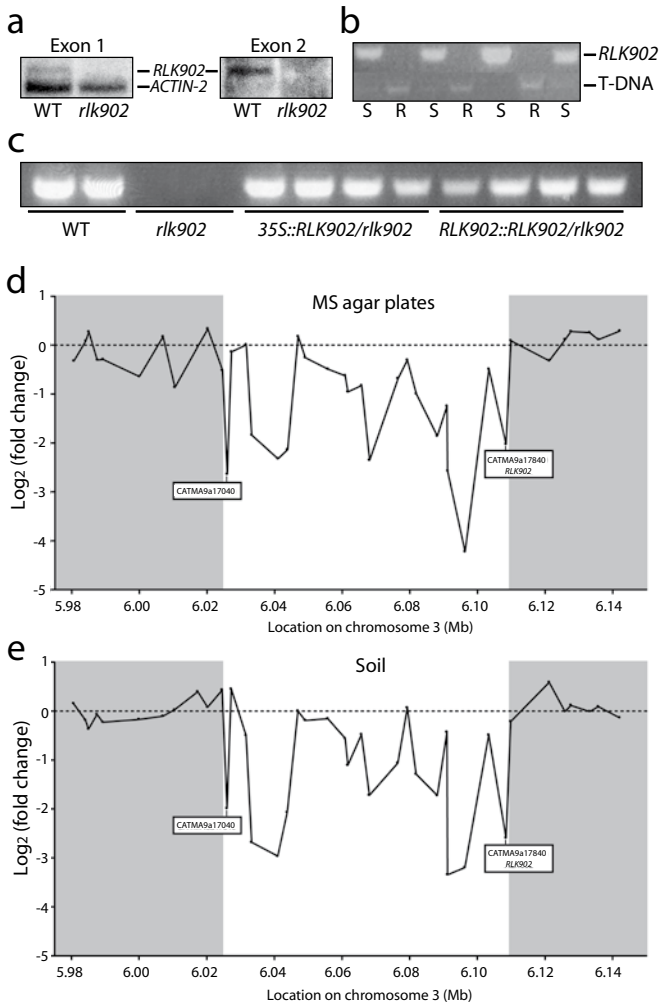 a
Exon 1
Exon 2
RLK902
ACTIN-2
WT rlk902
WT rlk902
b
RLK902
T-DNA
S R S R S R S
c
WT
rlk902
35S::RLK902/rlk902
RLK902::RLK902/rlk902
d
MS agar plates
1
0
-1
-2
-3
-4
-5
Log2 (fold change)
CATMA9a17040
CATMA9a17840
RLK902
5.98 6.00 6.02 6.04 6.06 6.08 6.10 6.12 6.14
Location on chromosome 3 (Mb)
e
Soil
1
0
-1
-2
-3
-4
-5
Log2 (fold change)
CATMA9a17040
CATMA9a17840
RLK902
5.98 6.00 6.02 6.04 6.06 6.08 6.10 6.12 6.14
Location on chromosome 3 (Mb)